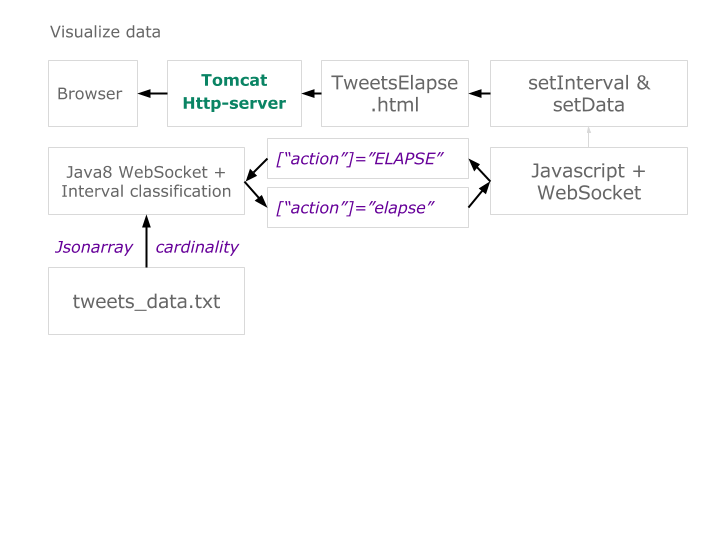 Visualize data
Browser
Tomcat
Http-server
TweetsElapse
.html
setInterval &
setData
Java8 WebSocket +
Interval classification
[“action”]=”ELAPSE”
[“action”]=”elapse”
Javascript +
WebSocket
Jsonarray cardinality
tweets_data.txt